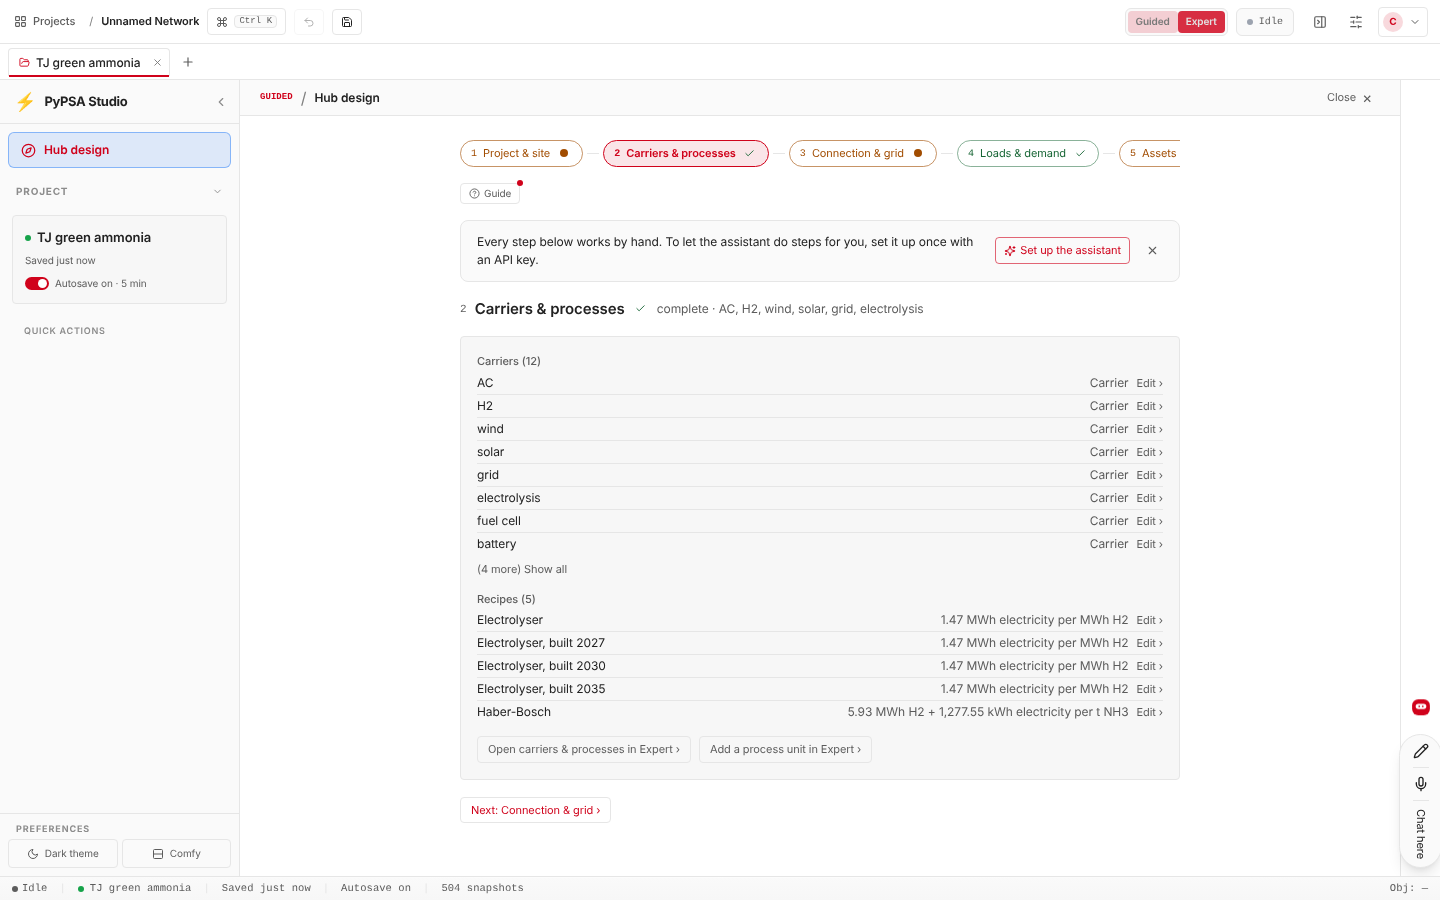 Projects / Unnamed Network Ctrl K Guided Expert Idle C
TJ green ammonia
PyPSA Studio
GUIDED / Hub design Close
Hub design
1 Project & site 2 Carriers & processes 3 Connection & grid 4 Loads & demand 5 Assets
PROJECT
Guide
TJ green ammonia
Saved just now
Autosave on · 5 min
Every step below works by hand. To let the assistant do steps for you, set it up once with
an API key.
Set up the assistant
QUICK ACTIONS
2 Carriers & processes complete · AC, H2, wind, solar, grid, electrolysis
Carriers (12)
AC Carrier Edit ›
H2 Carrier Edit ›
wind Carrier Edit ›
solar Carrier Edit ›
grid Carrier Edit ›
electrolysis Carrier Edit ›
fuel cell Carrier Edit ›
battery Carrier Edit ›
(4 more) Show all
Recipes (5)
Electrolyser 1.47 MWh electricity per MWh H2 Edit ›
Electrolyser, built 2027 1.47 MWh electricity per MWh H2 Edit ›
Electrolyser, built 2030 1.47 MWh electricity per MWh H2 Edit ›
Electrolyser, built 2035 1.47 MWh electricity per MWh H2 Edit ›
Haber-Bosch 5.93 MWh H2 + 1,277.55 kWh electricity per t NH3 Edit ›
Open carriers & processes in Expert › Add a process unit in Expert ›
Next: Connection & grid ›
Chat here
PREFERENCES
Dark theme Comfy
Idle TJ green ammonia Saved just now Autosave on 504 snapshots Obj: —